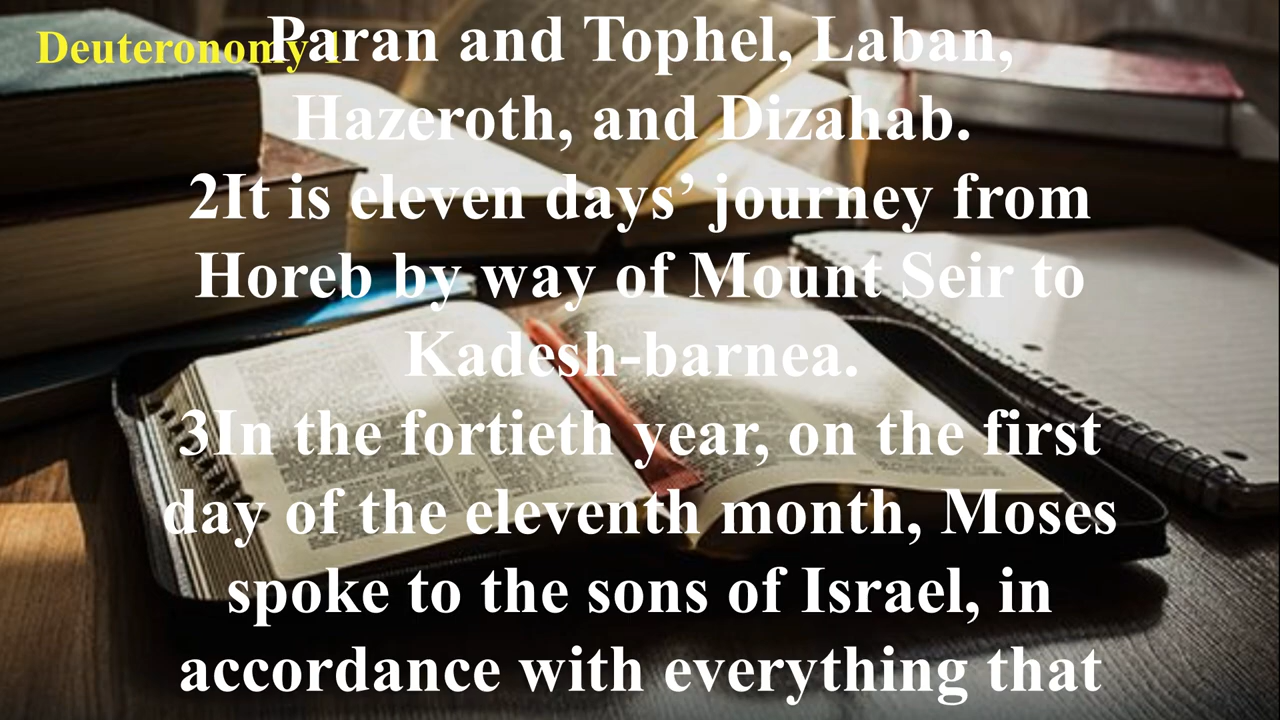 Deuteronomy 1
Paran and Tophel, Laban,
Hazeroth, and Dizahab.
2It is eleven days’ journey from
Horeb by way of Mount Seir to
Kadesh-barnea.
3In the fortieth year, on the first
day of the eleventh month, Moses
spoke to the sons of Israel, in
accordance with everything that